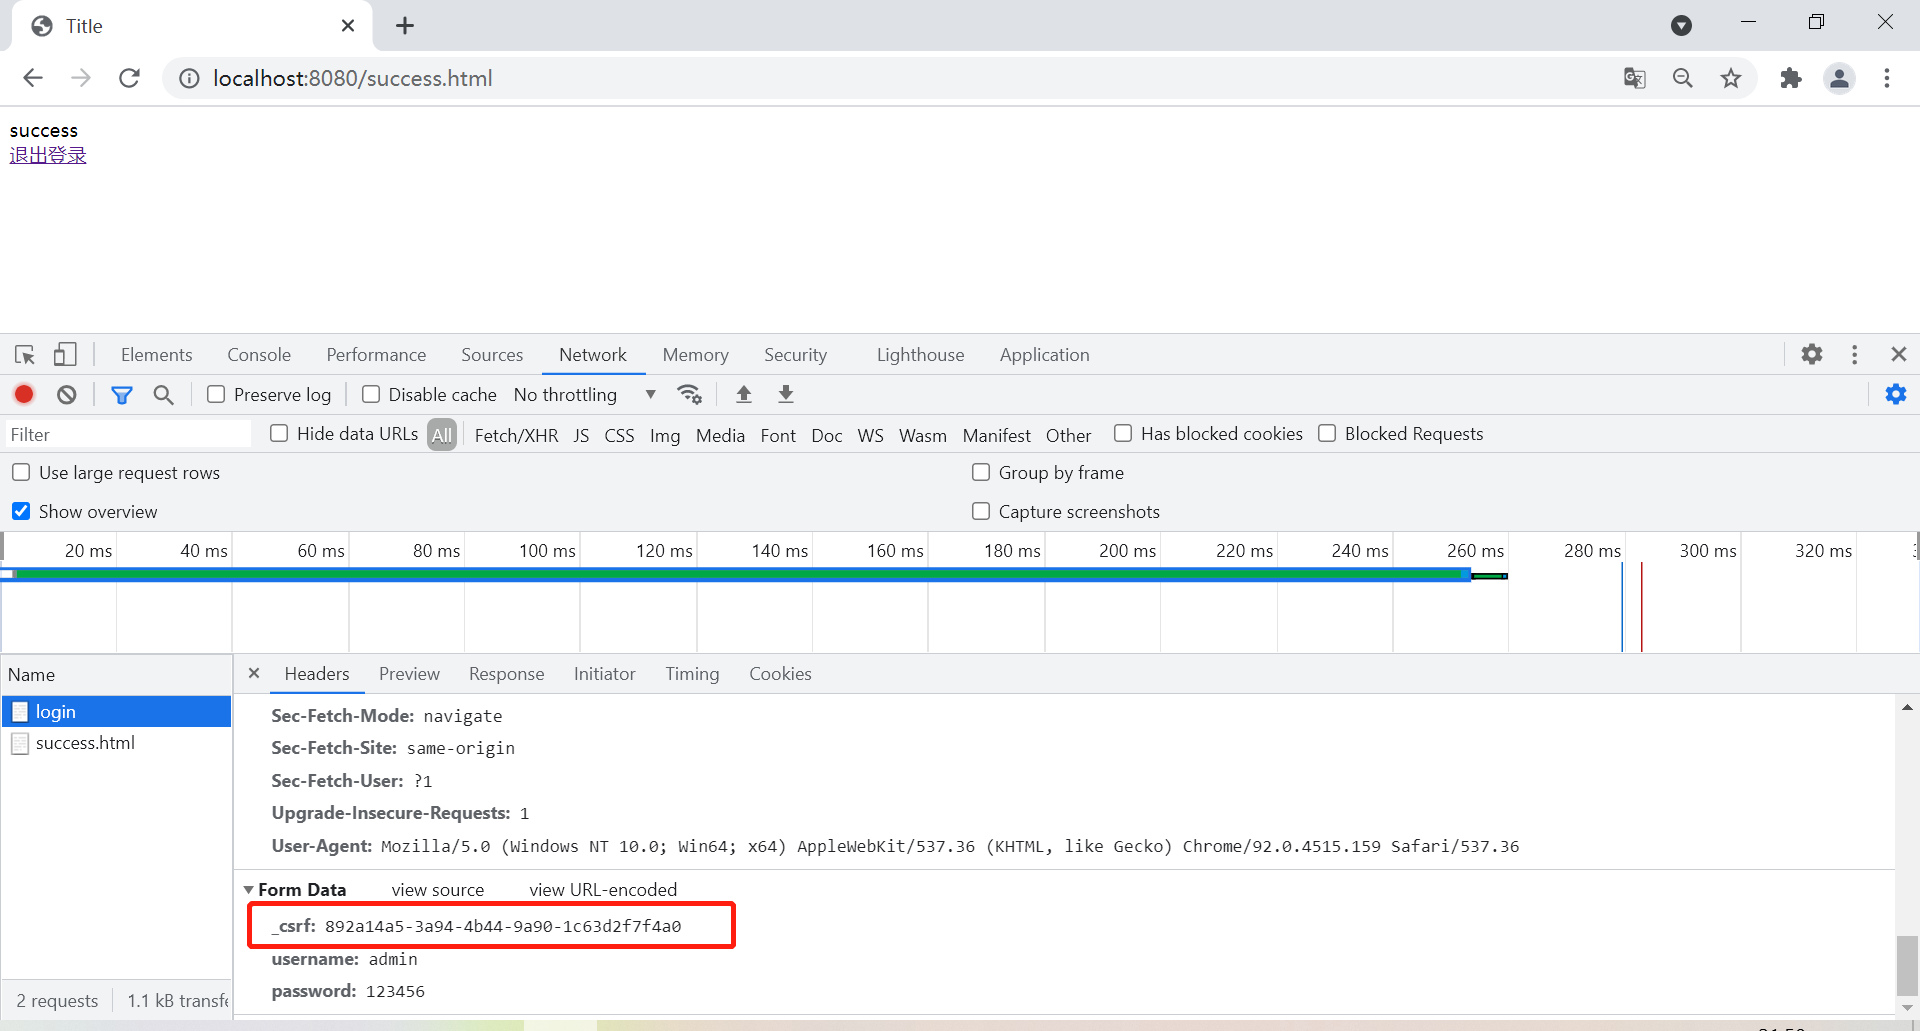 Title
localhost:8080/success.html
success
退出登录
Elements Console Performance Sources Network Memory Security Lighthouse Application
Preserve log Disable cache No throttling
Filter Hide data URLs All Fetch/XHR JS CSS Img Media Font Doc WS Wasm Manifest Other Has blocked cookies Blocked Requests
Use large request rows Group by frame
Show overview Capture screenshots
20 ms 40 ms 60 ms 80 ms 100 ms 120 ms 140 ms 160 ms 180 ms 200 ms 220 ms 240 ms 260 ms 280 ms 300 ms 320 ms
Name Headers Preview Response Initiator Timing Cookies
login
success.html
Sec-Fetch-Mode: navigate
Sec-Fetch-Site: same-origin
Sec-Fetch-User: ?1
Upgrade-Insecure-Requests: 1
User-Agent: Mozilla/5.0 (Windows NT 10.0; Win64; x64) AppleWebKit/537.36 (KHTML, like Gecko) Chrome/92.0.4515.159 Safari/537.36
Form Data view source view URL-encoded
_csrf: 892a14a5-3a94-4b44-9a90-1c63d2f7f4a0
username: admin
password: 123456
2 requests 1.1 kB transfe